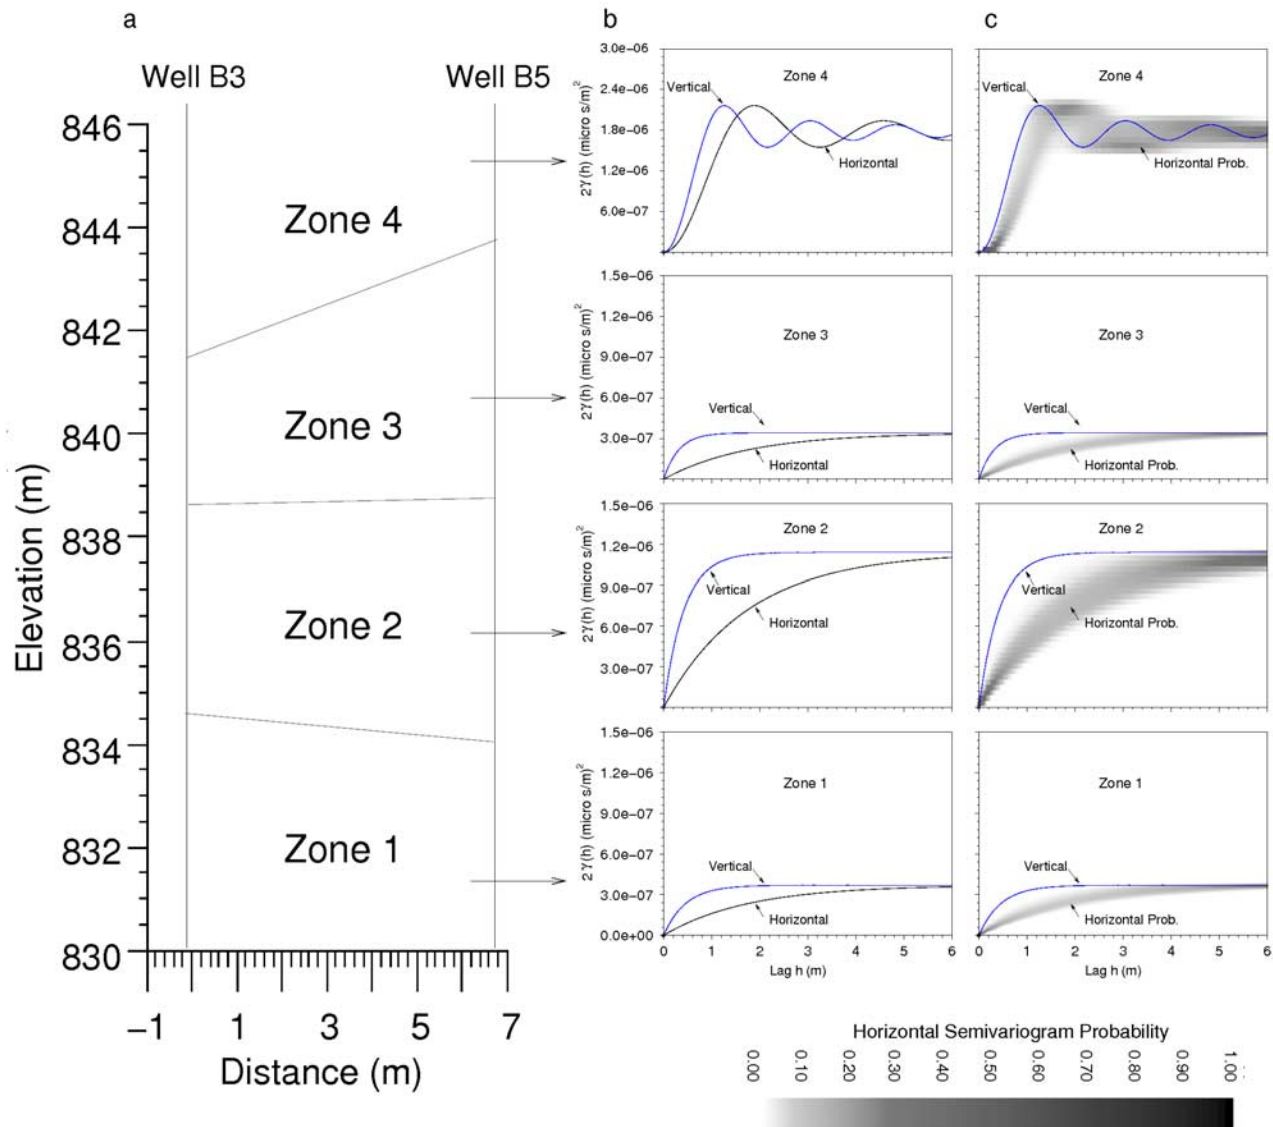 a
b
c
Well B3
Well B5
846
844
842
840
838
836
834
832
830
Elevation (m)
Zone 4
Zone 3
Zone 2
Zone 1
−1
1
3
5
7
Distance (m)
3.0e−06
2.4e−06
1.8e−06
1.2e−06
6.0e−07
2γ(h) (micro s/m)²
Zone 4
Vertical
Horizontal
Zone 4
Vertical
Horizontal Prob.
1.5e−06
1.2e−06
9.0e−07
6.0e−07
3.0e−07
2γ(h) (micro s/m)²
Zone 3
Vertical
Horizontal
Zone 3
Vertical
Horizontal Prob.
1.5e−06
1.2e−06
9.0e−07
6.0e−07
3.0e−07
2γ(h) (micro s/m)²
Zone 2
Vertical
Horizontal
Zone 2
Vertical
Horizontal Prob.
1.5e−06
1.2e−06
9.0e−07
6.0e−07
3.0e−07
0.0e+00
2γ(h) (micro s/m)²
Zone 1
Vertical
Horizontal
0 1 2 3 4 5 6
Lag h (m)
Zone 1
Vertical
Horizontal Prob.
0 1 2 3 4 5 6
Lag h (m)
Horizontal Semivariogram Probability
0.00 0.10 0.20 0.30 0.40 0.50 0.60 0.70 0.80 0.90 1.00